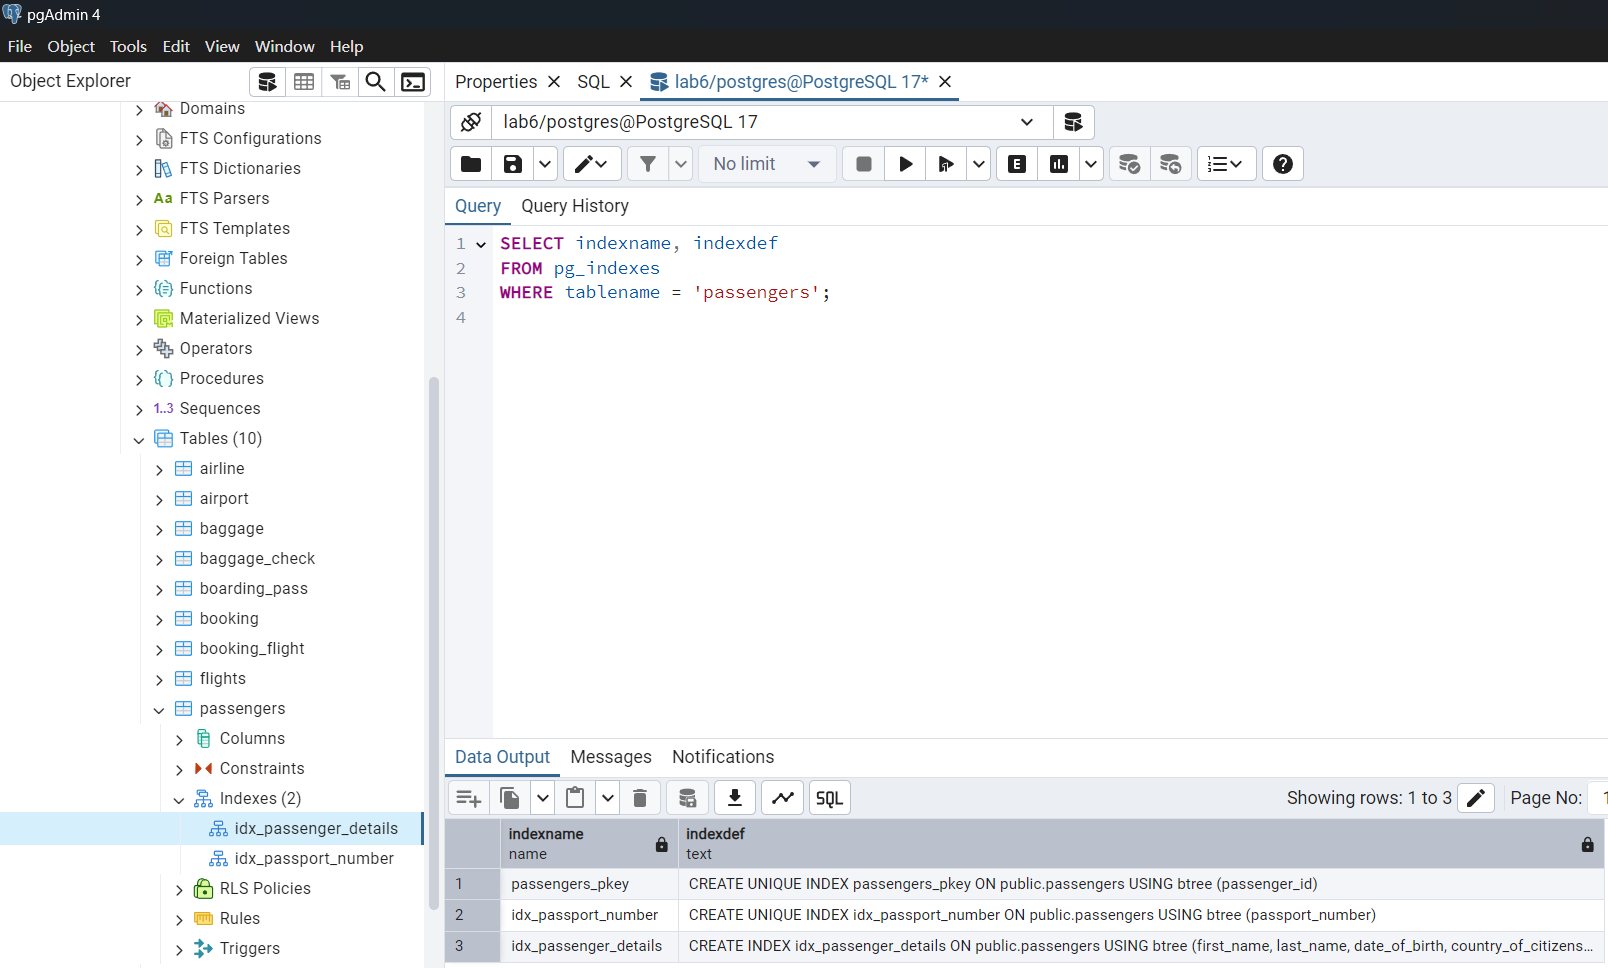 pgAdmin 4
File Object Tools Edit View Window Help
Object Explorer
Domains
FTS Configurations
FTS Dictionaries
Aa FTS Parsers
FTS Templates
Foreign Tables
Functions
Materialized Views
Operators
Procedures
1..3 Sequences
Tables (10)
airline
airport
baggage
baggage_check
boarding_pass
booking
booking_flight
flights
passengers
Columns
Constraints
Indexes (2)
idx_passenger_details
idx_passport_number
RLS Policies
Rules
Triggers
Properties SQL lab6/postgres@PostgreSQL 17*
lab6/postgres@PostgreSQL 17
No limit E
Query Query History
1 SELECT indexname, indexdef
2 FROM pg_indexes
3 WHERE tablename = 'passengers';
4
Data Output Messages Notifications
SQL Showing rows: 1 to 3 Page No: 1
indexname indexdef
name text
1 passengers_pkey CREATE UNIQUE INDEX passengers_pkey ON public.passengers USING btree (passenger_id)
2 idx_passport_number CREATE UNIQUE INDEX idx_passport_number ON public.passengers USING btree (passport_number)
3 idx_passenger_details CREATE INDEX idx_passenger_details ON public.passengers USING btree (first_name, last_name, date_of_birth, country_of_citizens...